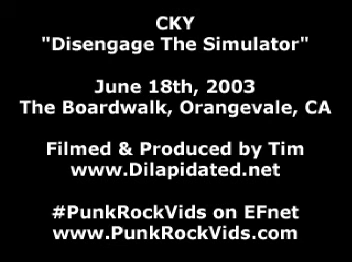 CKY
"Disengage The Simulator"
June 18th, 2003
The Boardwalk, Orangevale, CA
Filmed & Produced by Tim
www.Dilapidated.net
#PunkRockVids on EFnet
www.PunkRockVids.com